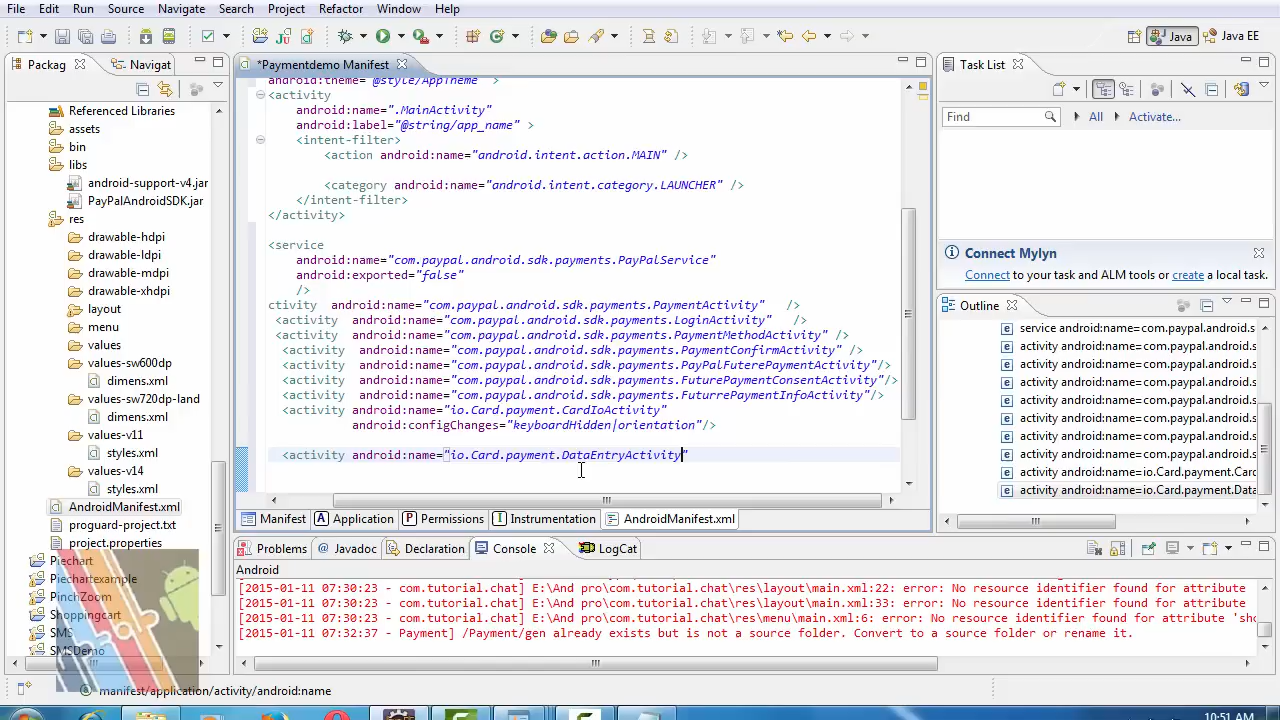 File Edit Run Source Navigate Search Project Refactor Window Help
Java Java EE
Packag Navigat
*Paymentdemo Manifest
Task List
Referenced Libraries
assets
bin
libs
android-support-v4.jar
PayPalAndroidSDK.jar
res
drawable-hdpi
drawable-ldpi
drawable-mdpi
drawable-xhdpi
layout
menu
values
values-sw600dp
dimens.xml
values-sw720dp-land
dimens.xml
values-v11
styles.xml
values-v14
styles.xml
AndroidManifest.xml
proguard-project.txt
project.properties
Piechart
Piechartexample
PinchZoom
Shoppingcart
SMS
SMSDemo
android:theme="@style/AppTheme" >
<activity
android:name=".MainActivity"
android:label="@string/app_name" >
<intent-filter>
<action android:name="android.intent.action.MAIN" />
<category android:name="android.intent.category.LAUNCHER" />
</intent-filter>
</activity>
<service
android:name="com.paypal.android.sdk.payments.PayPalService"
android:exported="false"
/>
ctivity android:name="com.paypal.android.sdk.payments.PaymentActivity" />
<activity android:name="com.paypal.android.sdk.payments.LoginActivity" />
<activity android:name="com.paypal.android.sdk.payments.PaymentMethodActivity" />
<activity android:name="com.paypal.android.sdk.payments.PaymentConfirmActivity" />
<activity android:name="com.paypal.android.sdk.payments.PayPalFuterePaymentActivity"/>
<activity android:name="com.paypal.android.sdk.payments.FuturePaymentConsentActivity"/>
<activity android:name="com.paypal.android.sdk.payments.FuturrePaymentInfoActivity"/>
<activity android:name="io.Card.payment.CardIoActivity"
android:configChanges="keyboardHidden|orientation"/>
<activity android:name="io.Card.payment.DataEntryActivity"
Manifest Application Permissions Instrumentation AndroidManifest.xml
Find All Activate...
Connect Mylyn
Connect to your task and ALM tools or create a local task.
Outline
service android:name=com.paypal.android.s
activity android:name=com.paypal.android.s
activity android:name=com.paypal.android.s
activity android:name=com.paypal.android.s
activity android:name=com.paypal.android.s
activity android:name=com.paypal.android.s
activity android:name=com.paypal.android.s
activity android:name=com.paypal.android.s
activity android:name=io.Card.payment.Carc
activity android:name=io.Card.payment.Data
Problems Javadoc Declaration Console LogCat
Android
[2015-01-11 07:30:23 - com.tutorial.chat] E:\And pro\com.tutorial.chat\res\layout\main.xml:22: error: No resource identifier found for attribute
[2015-01-11 07:30:23 - com.tutorial.chat] E:\And pro\com.tutorial.chat\res\layout\main.xml:33: error: No resource identifier found for attribute
[2015-01-11 07:30:23 - com.tutorial.chat] E:\And pro\com.tutorial.chat\res\menu\main.xml:6: error: No resource identifier found for attribute 'sho
[2015-01-11 07:32:37 - Payment] /Payment/gen already exists but is not a source folder. Convert to a source folder or rename it.
manifest/application/activity/android:name
10:51 AM